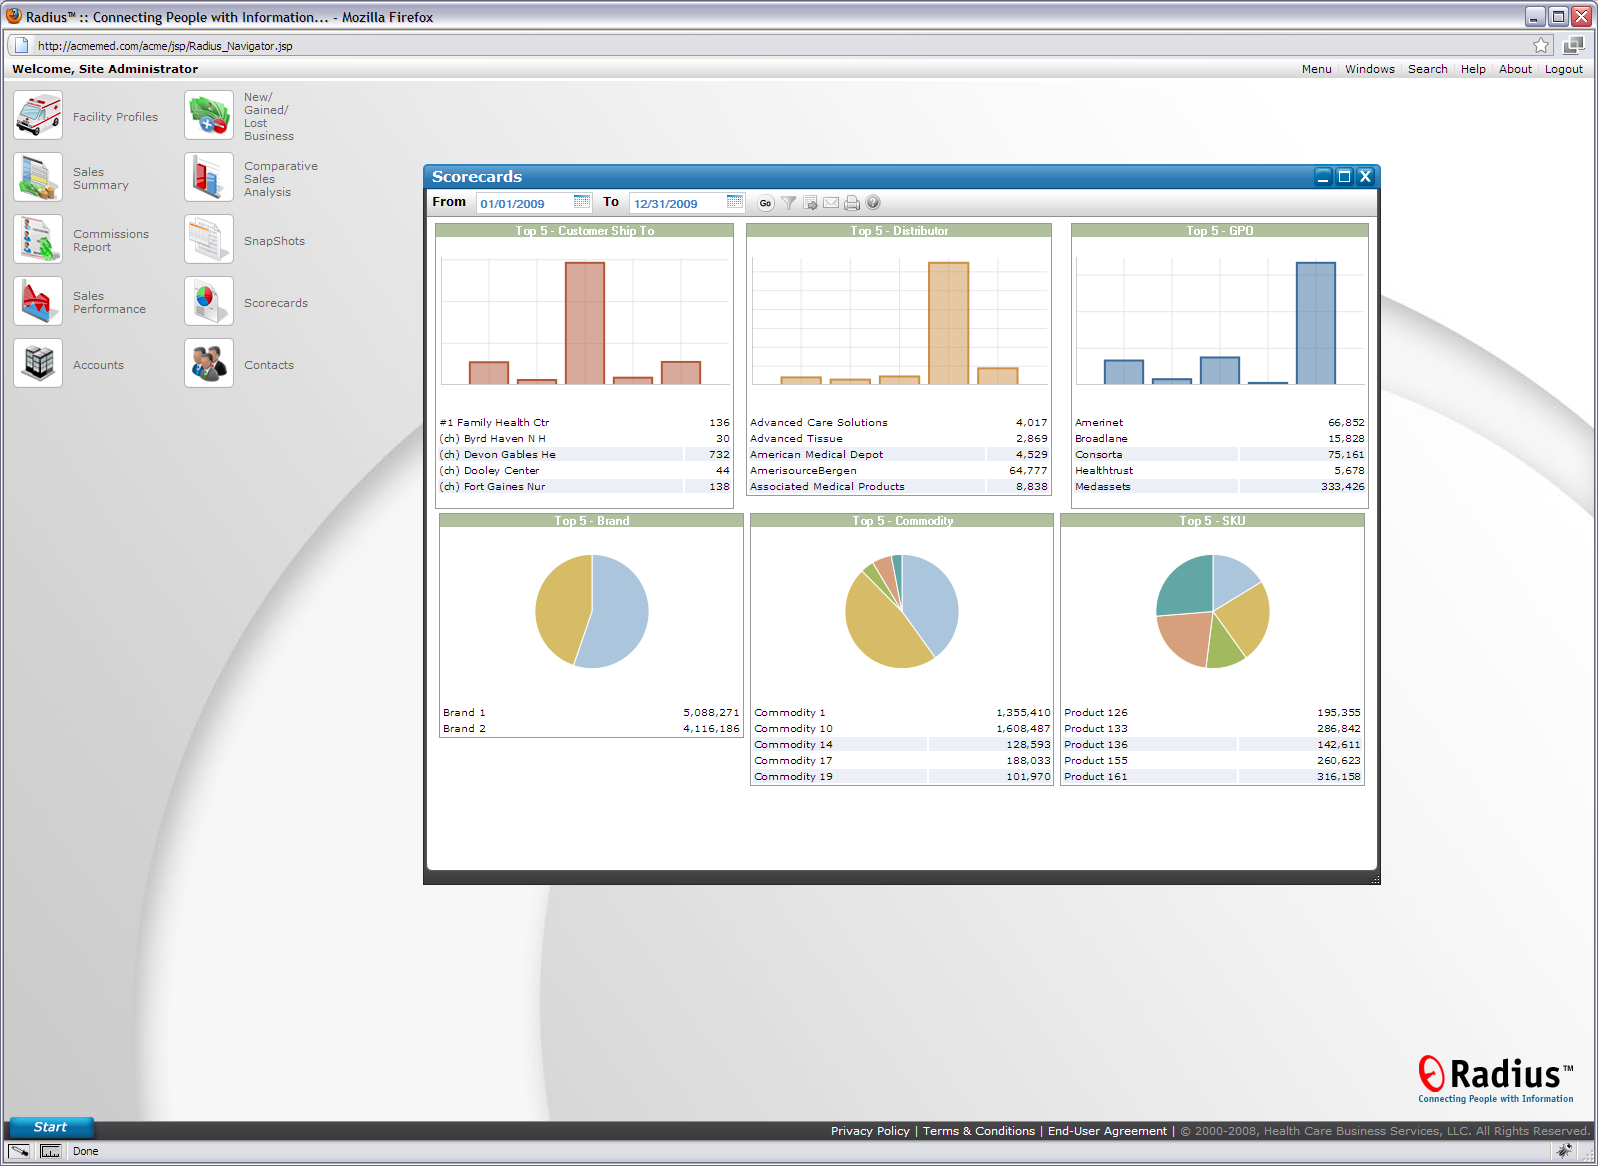 Radius™ :: Connecting People with Information... - Mozilla Firefox
http://acmemed.com/acme/jsp/Radius_Navigator.jsp
Welcome, Site Administrator
Menu Windows Search Help About Logout
Facility Profiles
New/
Gained/
Lost
Business
Sales
Summary
Comparative
Sales
Analysis
Commissions
Report
SnapShots
Sales
Performance
Scorecards
Accounts
Contacts
Scorecards
From 01/01/2009 To 12/31/2009 Go
Top 5 - Customer Ship To
#1 Family Health Ctr 136
(ch) Byrd Haven N H 30
(ch) Devon Gables He 732
(ch) Dooley Center 44
(ch) Fort Gaines Nur 138
Top 5 - Distributor
Advanced Care Solutions 4,017
Advanced Tissue 2,869
American Medical Depot 4,529
AmerisourceBergen 64,777
Associated Medical Products 8,838
Top 5 - GPO
Amerinet 66,852
Broadlane 15,828
Consorta 75,161
Healthtrust 5,678
Medassets 333,426
Top 5 - Brand
Brand 1 5,088,271
Brand 2 4,116,186
Top 5 - Commodity
Commodity 1 1,355,410
Commodity 10 1,608,487
Commodity 14 128,593
Commodity 17 188,033
Commodity 19 101,970
Top 5 - SKU
Product 126 195,355
Product 133 286,842
Product 136 142,611
Product 155 260,623
Product 161 316,158
Radius™
Connecting People with Information
Start
Privacy Policy | Terms & Conditions | End-User Agreement | © 2000-2008, Health Care Business Services, LLC. All Rights Reserved.
Done